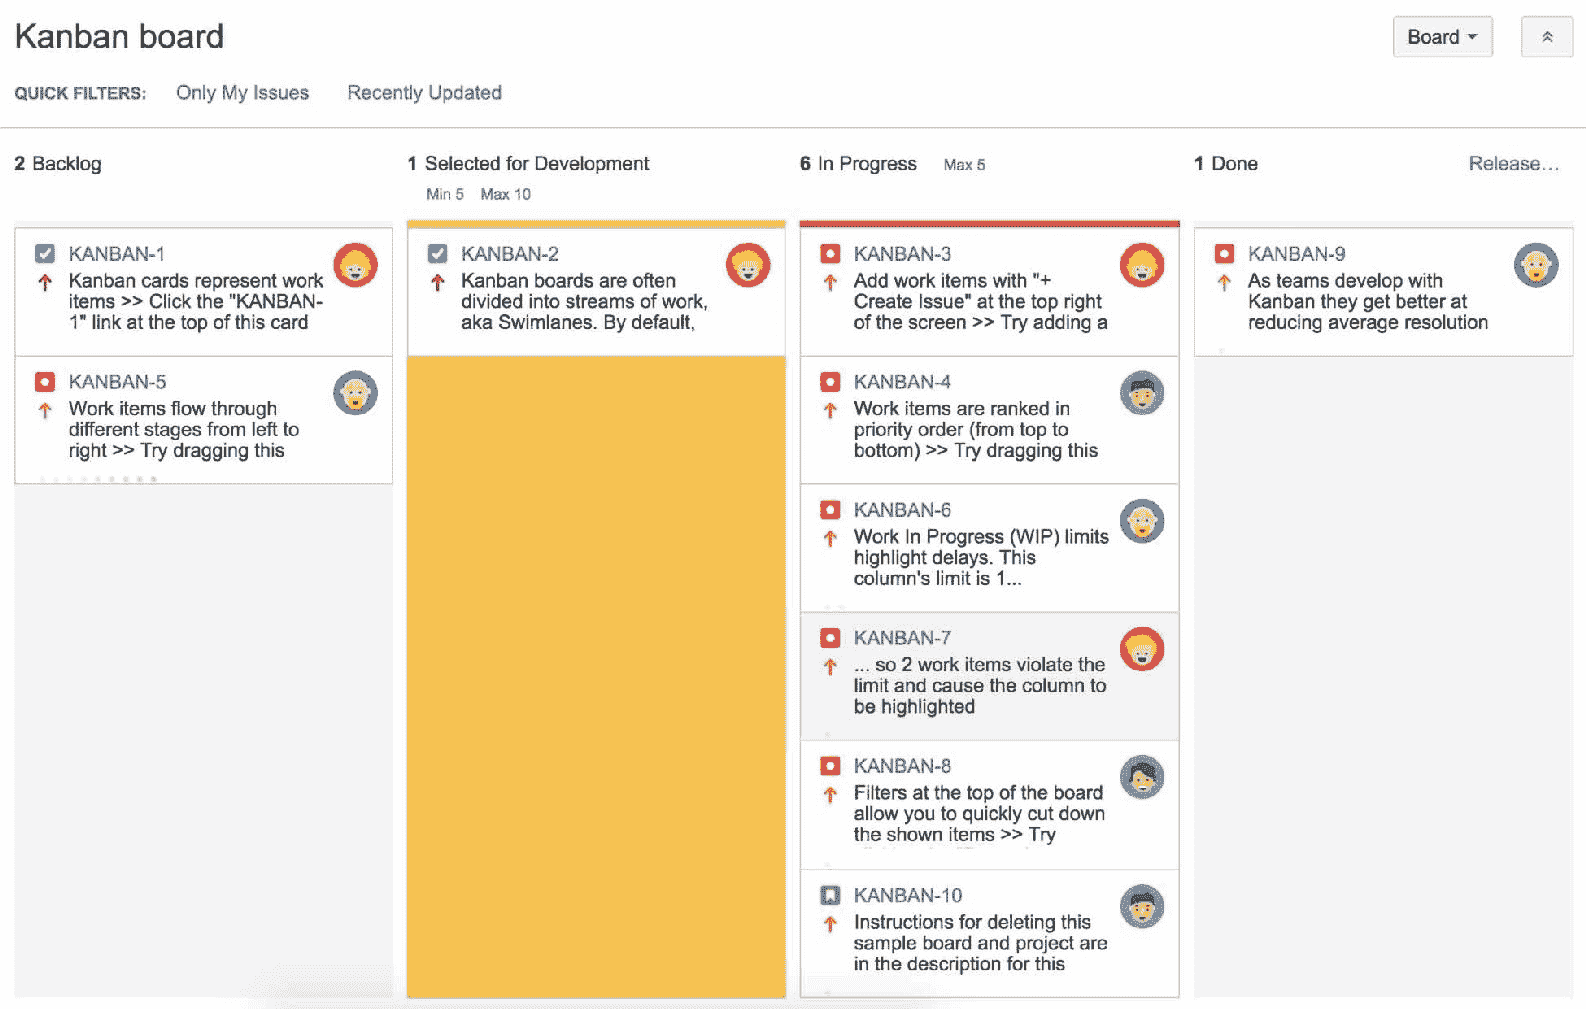 Kanban board
Board
QUICK FILTERS: Only My Issues Recently Updated
2 Backlog
1 Selected for Development
Min 5 Max 10
6 In Progress Max 5
1 Done
Release...
KANBAN-1
Kanban cards represent work
items >> Click the "KANBAN-
1" link at the top of this card
KANBAN-5
Work items flow through
different stages from left to
right >> Try dragging this
KANBAN-2
Kanban boards are often
divided into streams of work,
aka Swimlanes. By default,
KANBAN-3
Add work items with "+
Create Issue" at the top right
of the screen >> Try adding a
KANBAN-4
Work items are ranked in
priority order (from top to
bottom) >> Try dragging this
KANBAN-6
Work In Progress (WIP) limits
highlight delays. This
column's limit is 1...
KANBAN-7
... so 2 work items violate the
limit and cause the column to
be highlighted
KANBAN-8
Filters at the top of the board
allow you to quickly cut down
the shown items >> Try
KANBAN-10
Instructions for deleting this
sample board and project are
in the description for this
KANBAN-9
As teams develop with
Kanban they get better at
reducing average resolution